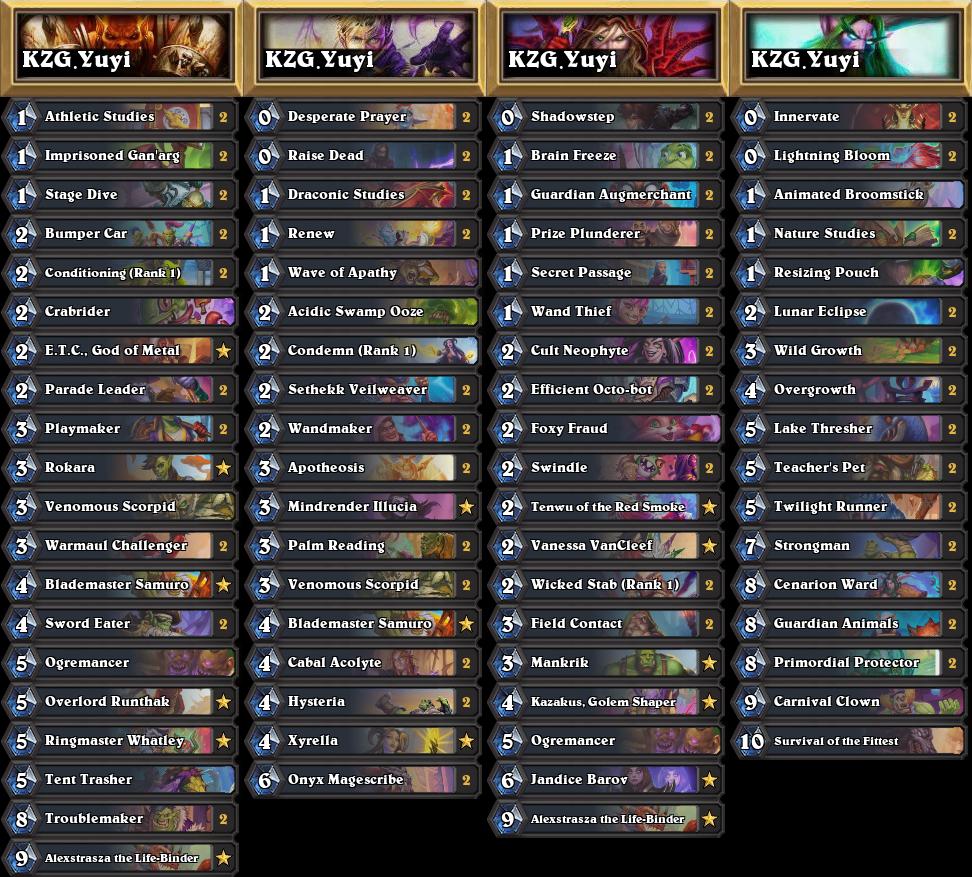 KZG.Yuyi
1 Athletic Studies 2
1 Imprisoned Gan'arg 2
1 Stage Dive 2
2 Bumper Car 2
2 Conditioning (Rank 1) 2
2 Crabrider
2 E.T.C., God of Metal
2 Parade Leader 2
3 Playmaker 2
3 Rokara
3 Venomous Scorpid
3 Warmaul Challenger 2
4 Blademaster Samuro
4 Sword Eater 2
5 Ogremancer
5 Overlord Runthak
5 Ringmaster Whatley
5 Tent Trasher
8 Troublemaker 2
9 Alexstrasza the Life-Binder
KZG.Yuyi
0 Desperate Prayer 2
0 Raise Dead 2
1 Draconic Studies 2
1 Renew 2
1 Wave of Apathy
2 Acidic Swamp Ooze
2 Condemn (Rank 1)
2 Sethekk Veilweaver 2
2 Wandmaker 2
3 Apotheosis 2
3 Mindrender Illucia
3 Palm Reading 2
3 Venomous Scorpid 2
4 Blademaster Samuro
4 Cabal Acolyte 2
4 Hysteria 2
4 Xyrella
6 Onyx Magescribe 2
KZG.Yuyi
0 Shadowstep 2
1 Brain Freeze 2
1 Guardian Augmerchant 2
1 Prize Plunderer 2
1 Secret Passage 2
1 Wand Thief 2
2 Cult Neophyte 2
2 Efficient Octo-bot 2
2 Foxy Fraud
2 Swindle 2
2 Tenwu of the Red Smoke
2 Vanessa VanCleef
2 Wicked Stab (Rank 1) 2
3 Field Contact 2
3 Mankrik
4 Kazakus, Golem Shaper
5 Ogremancer
6 Jandice Barov
9 Alexstrasza the Life-Binder
KZG.Yuyi
0 Innervate 2
0 Lightning Bloom 2
1 Animated Broomstick
1 Nature Studies 2
1 Resizing Pouch
2 Lunar Eclipse 2
3 Wild Growth 2
4 Overgrowth 2
5 Lake Thresher 2
5 Teacher's Pet 2
5 Twilight Runner 2
7 Strongman 2
8 Cenarion Ward 2
8 Guardian Animals 2
8 Primordial Protector 2
9 Carnival Clown
10 Survival of the Fittest